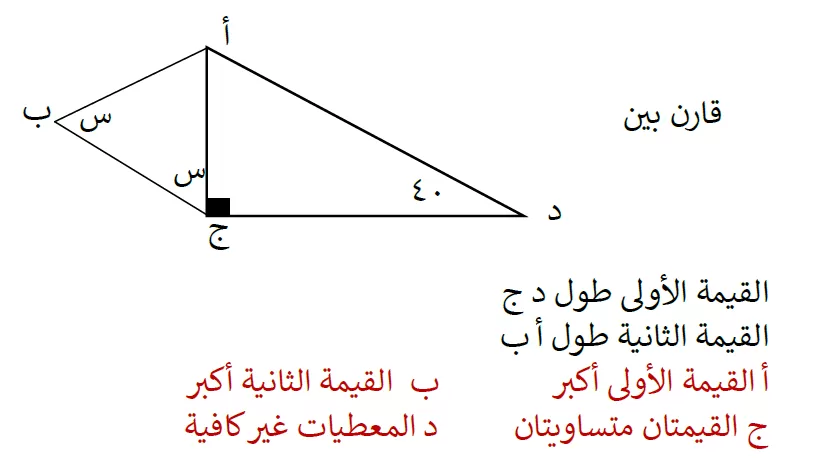 أ
ب
س
قارن بين
س
٤٠
د
ج
القيمة الأولى طول د ج
القيمة الثانية طول أ ب
أ القيمة الأولى أكبر
ب القيمة الثانية أكبر
ج القيمتان متساويتان
د المعطيات غير كافية